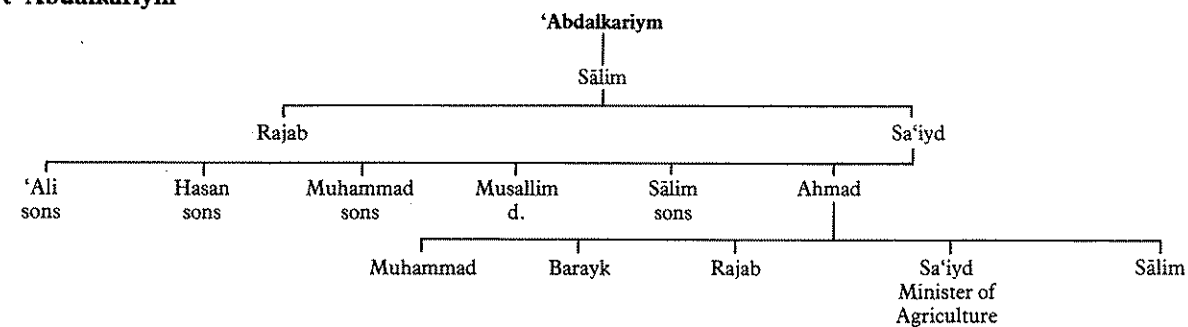 ‘Abdalkariym
‘Abdalkariym
Sālim
Rajab Sa‘iyd
‘Ali Hasan Muhammad Musallim Sālim Ahmad
sons sons sons d. sons
Muhammad Barayk Rajab Sa‘iyd Sālim
Minister of
Agriculture